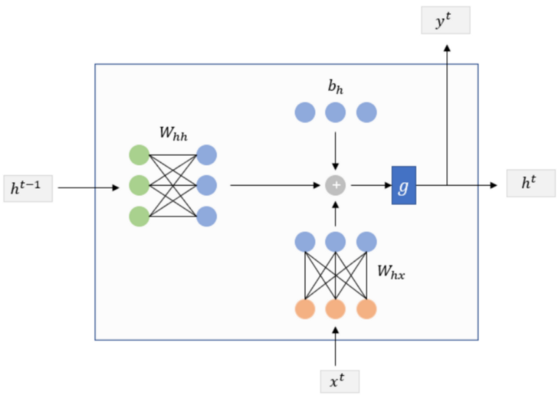 y^t
b_h
W_hh
h^{t-1}
+
g
h^t
W_hx
x^t